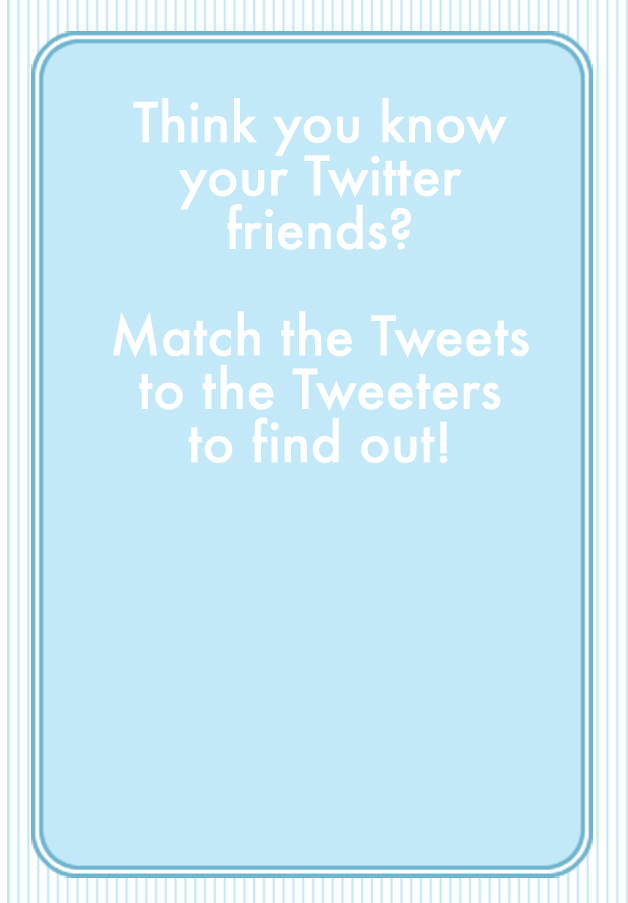 Think you know
your Twitter
friends?
Match the Tweets
to the Tweeters
to find out!